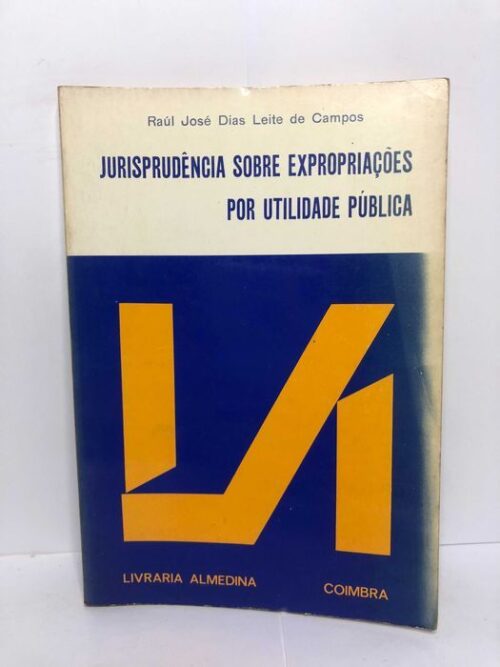 Raúl José Dias Leite de Campos
JURISPRUDÊNCIA SOBRE EXPROPRIAÇÕES
POR UTILIDADE PÚBLICA
LIVRARIA ALMEDINA COIMBRA